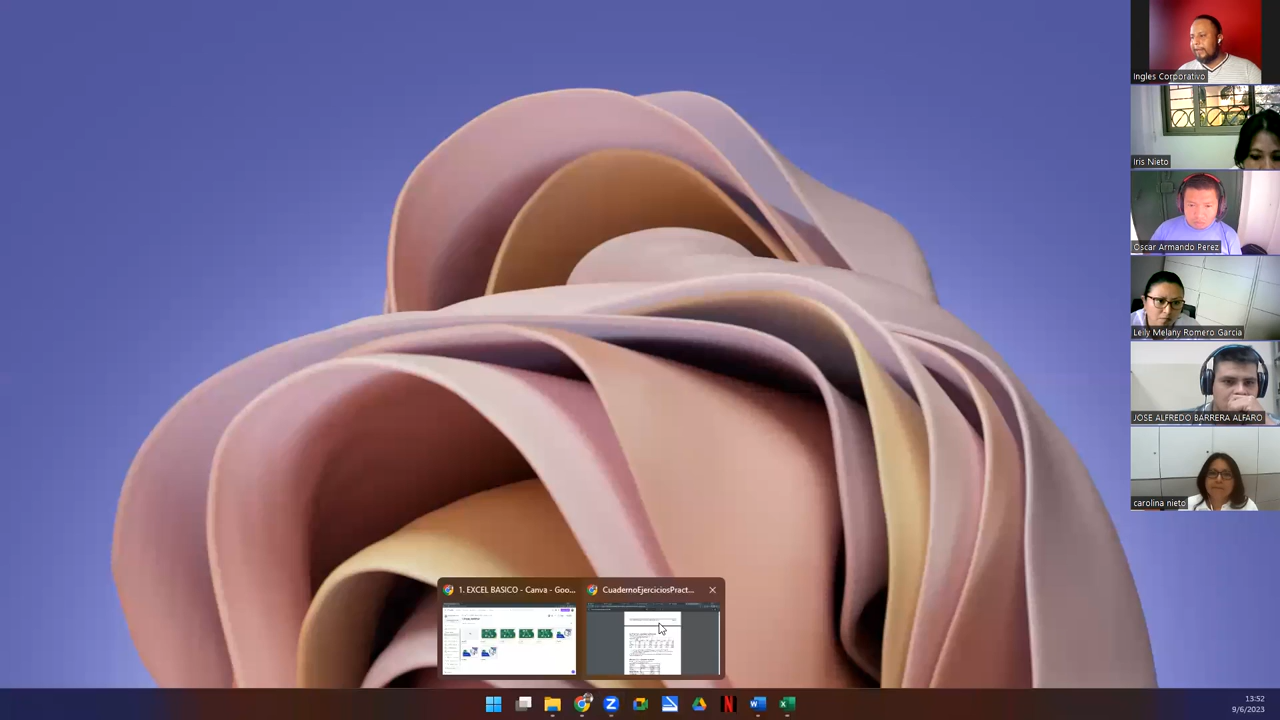 Ingles Corporativo
Iris Nieto
Oscar Armando Perez
Leily Melany Romero Garcia
JOSE ALFREDO BARRERA ALFARO
carolina nieto
1. EXCEL BASICO - Canva - Goo...
CuadernoEjerciciosPract...
13:52
9/6/2023